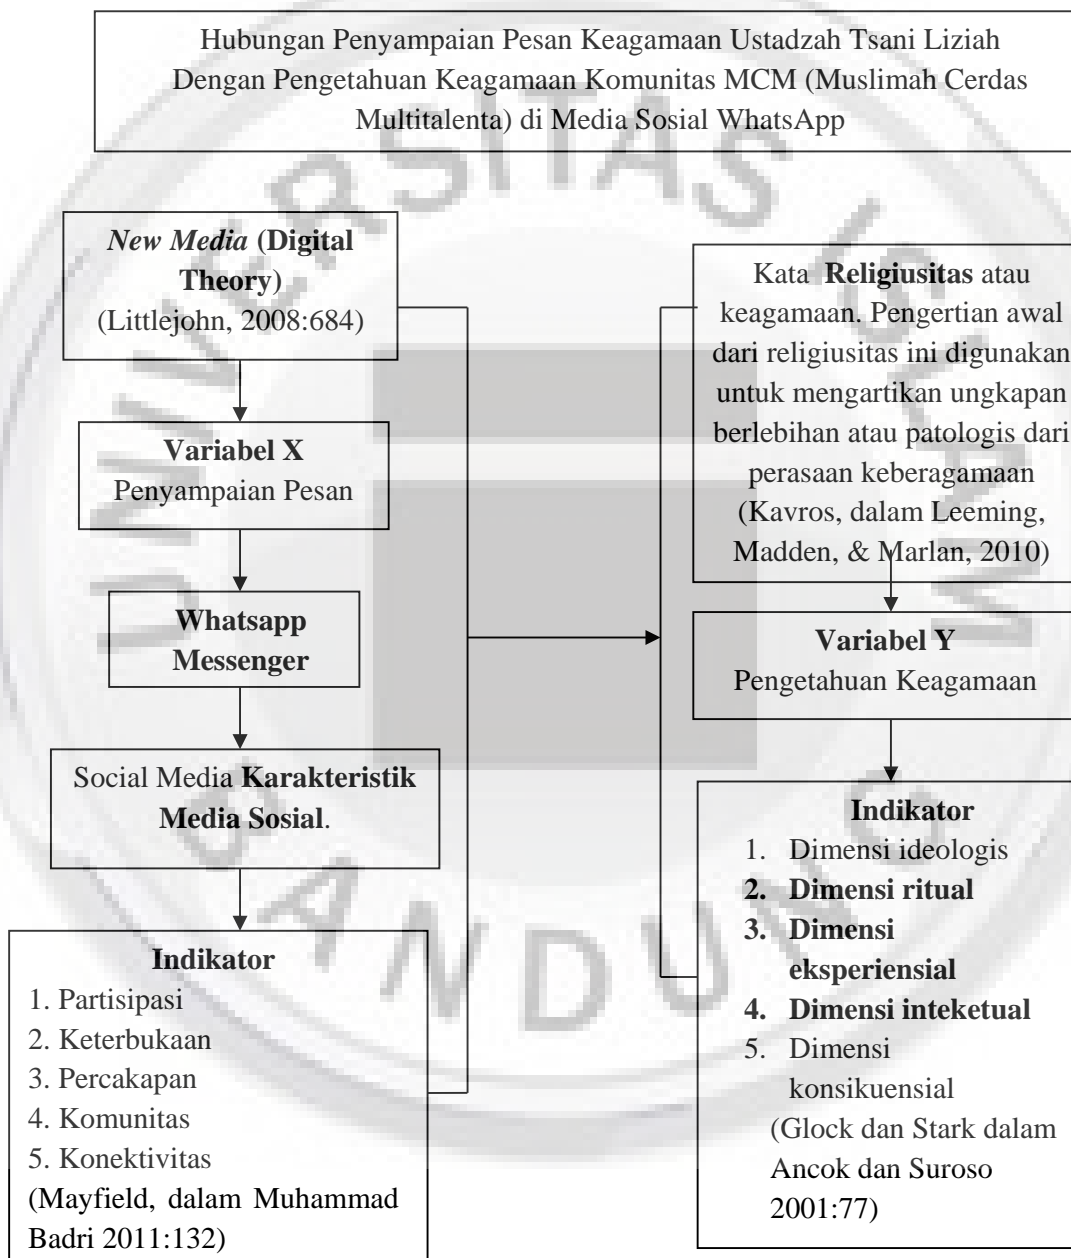 Hubungan Penyampaian Pesan Keagamaan Ustadzah Tsani Liziah
Dengan Pengetahuan Keagamaan Komunitas MCM (Muslimah Cerdas
Multitalenta) di Media Sosial WhatsApp
New Media (Digital
Theory)
(Littlejohn, 2008:684)
Variabel X
Penyampaian Pesan
Whatsapp
Messenger
Social Media Karakteristik
Media Sosial.
Indikator
1. Partisipasi
2. Keterbukaan
3. Percakapan
4. Komunitas
5. Konektivitas
(Mayfield, dalam Muhammad
Badri 2011:132)
Kata Religiusitas atau
keagamaan. Pengertian awal
dari religiusitas ini digunakan
untuk mengartikan ungkapan
berlebihan atau patologis dari
perasaan keberagamaan
(Kavros, dalam Leeming,
Madden, & Marlan, 2010)
Variabel Y
Pengetahuan Keagamaan
Indikator
1. Dimensi ideologis
2. Dimensi ritual
3. Dimensi
eksperiensial
4. Dimensi inteketual
5. Dimensi
konsikuensial
(Glock dan Stark dalam
Ancok dan Suroso
2001:77)
UNIVERSITAS ISLAM
BANDUNG